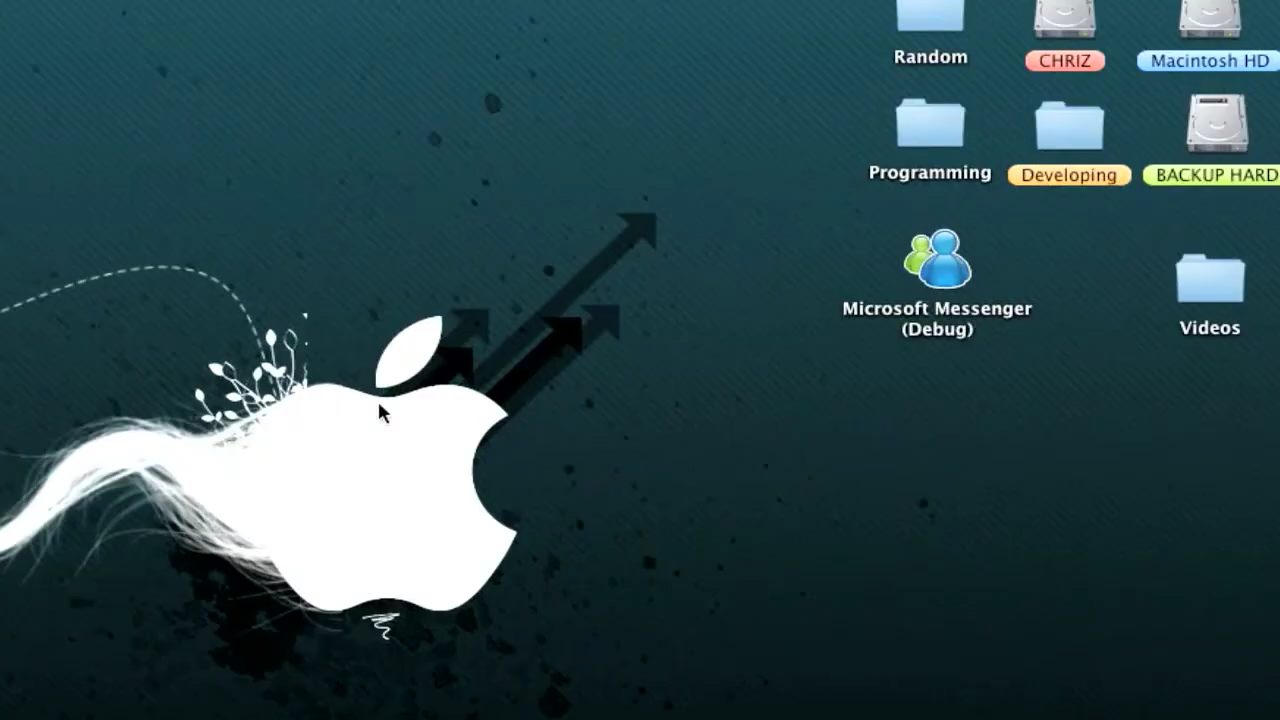 Random
CHRIZ
Macintosh HD
Programming
Developing
BACKUP HARD
Microsoft Messenger
(Debug)
Videos